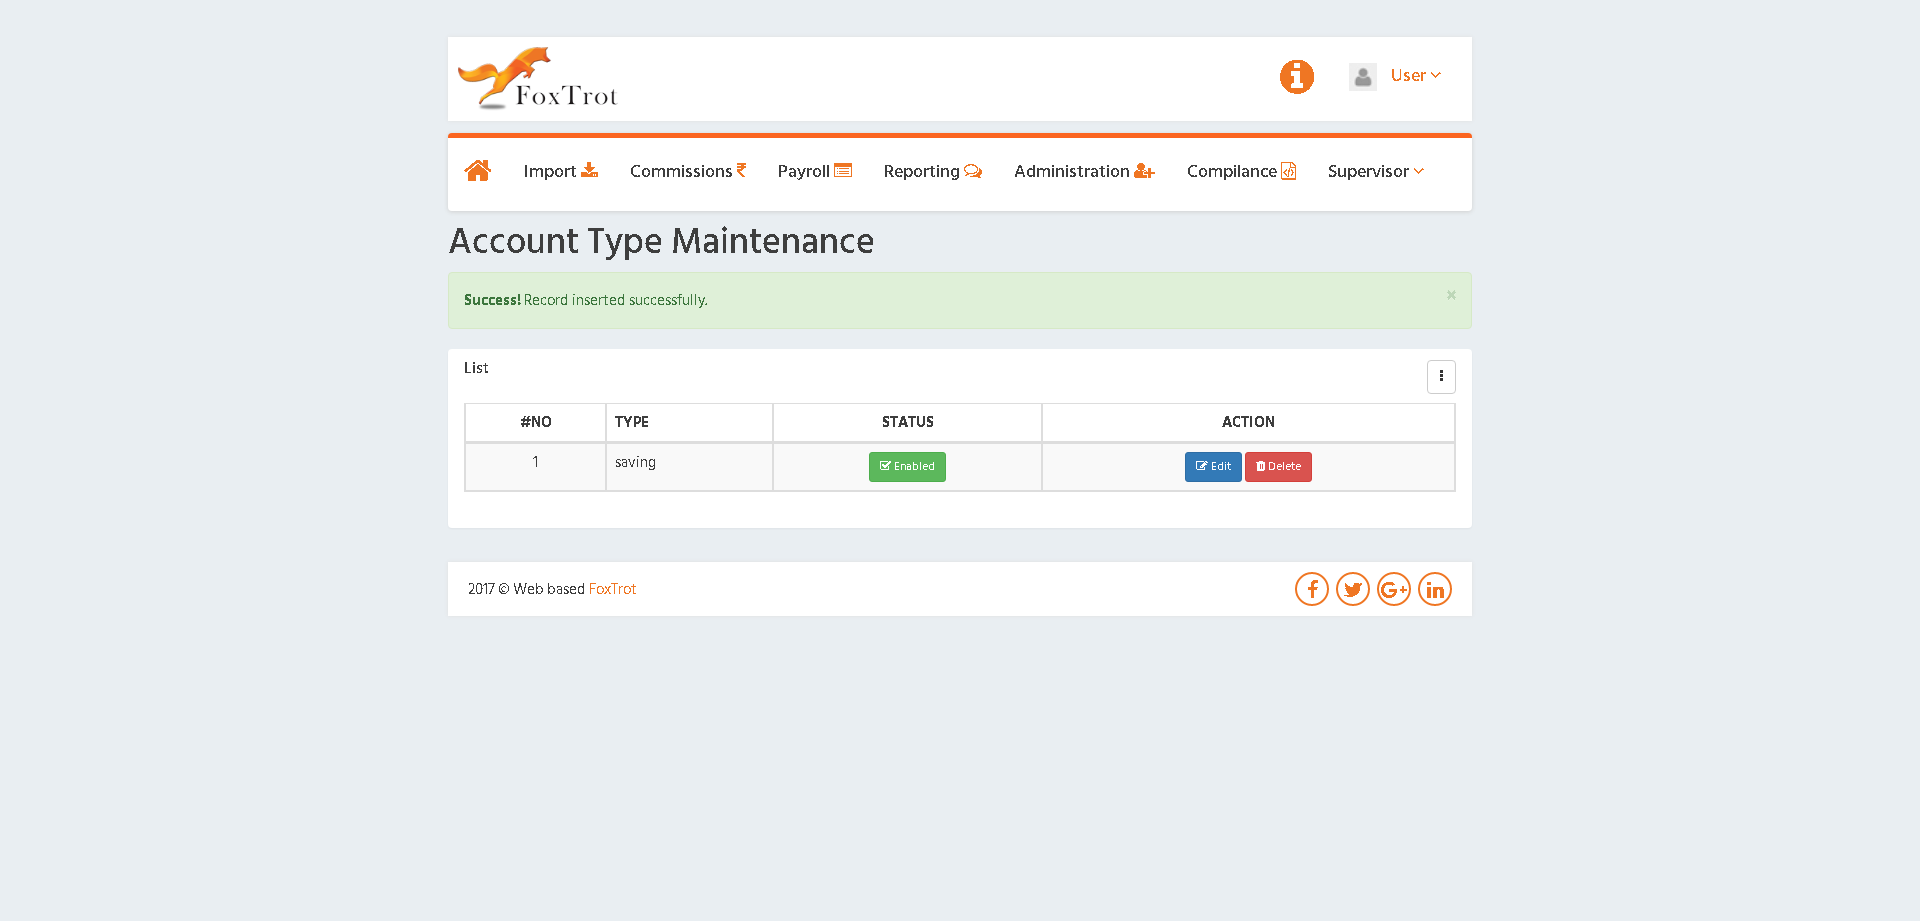 FoxTrot
User
Import
Commissions
Payroll
Reporting
Administration
Compilance
Supervisor
Account Type Maintenance
Success! Record inserted successfully.
×
List
#NO TYPE STATUS ACTION
1 saving Enabled Edit Delete
2017 © Web based FoxTrot